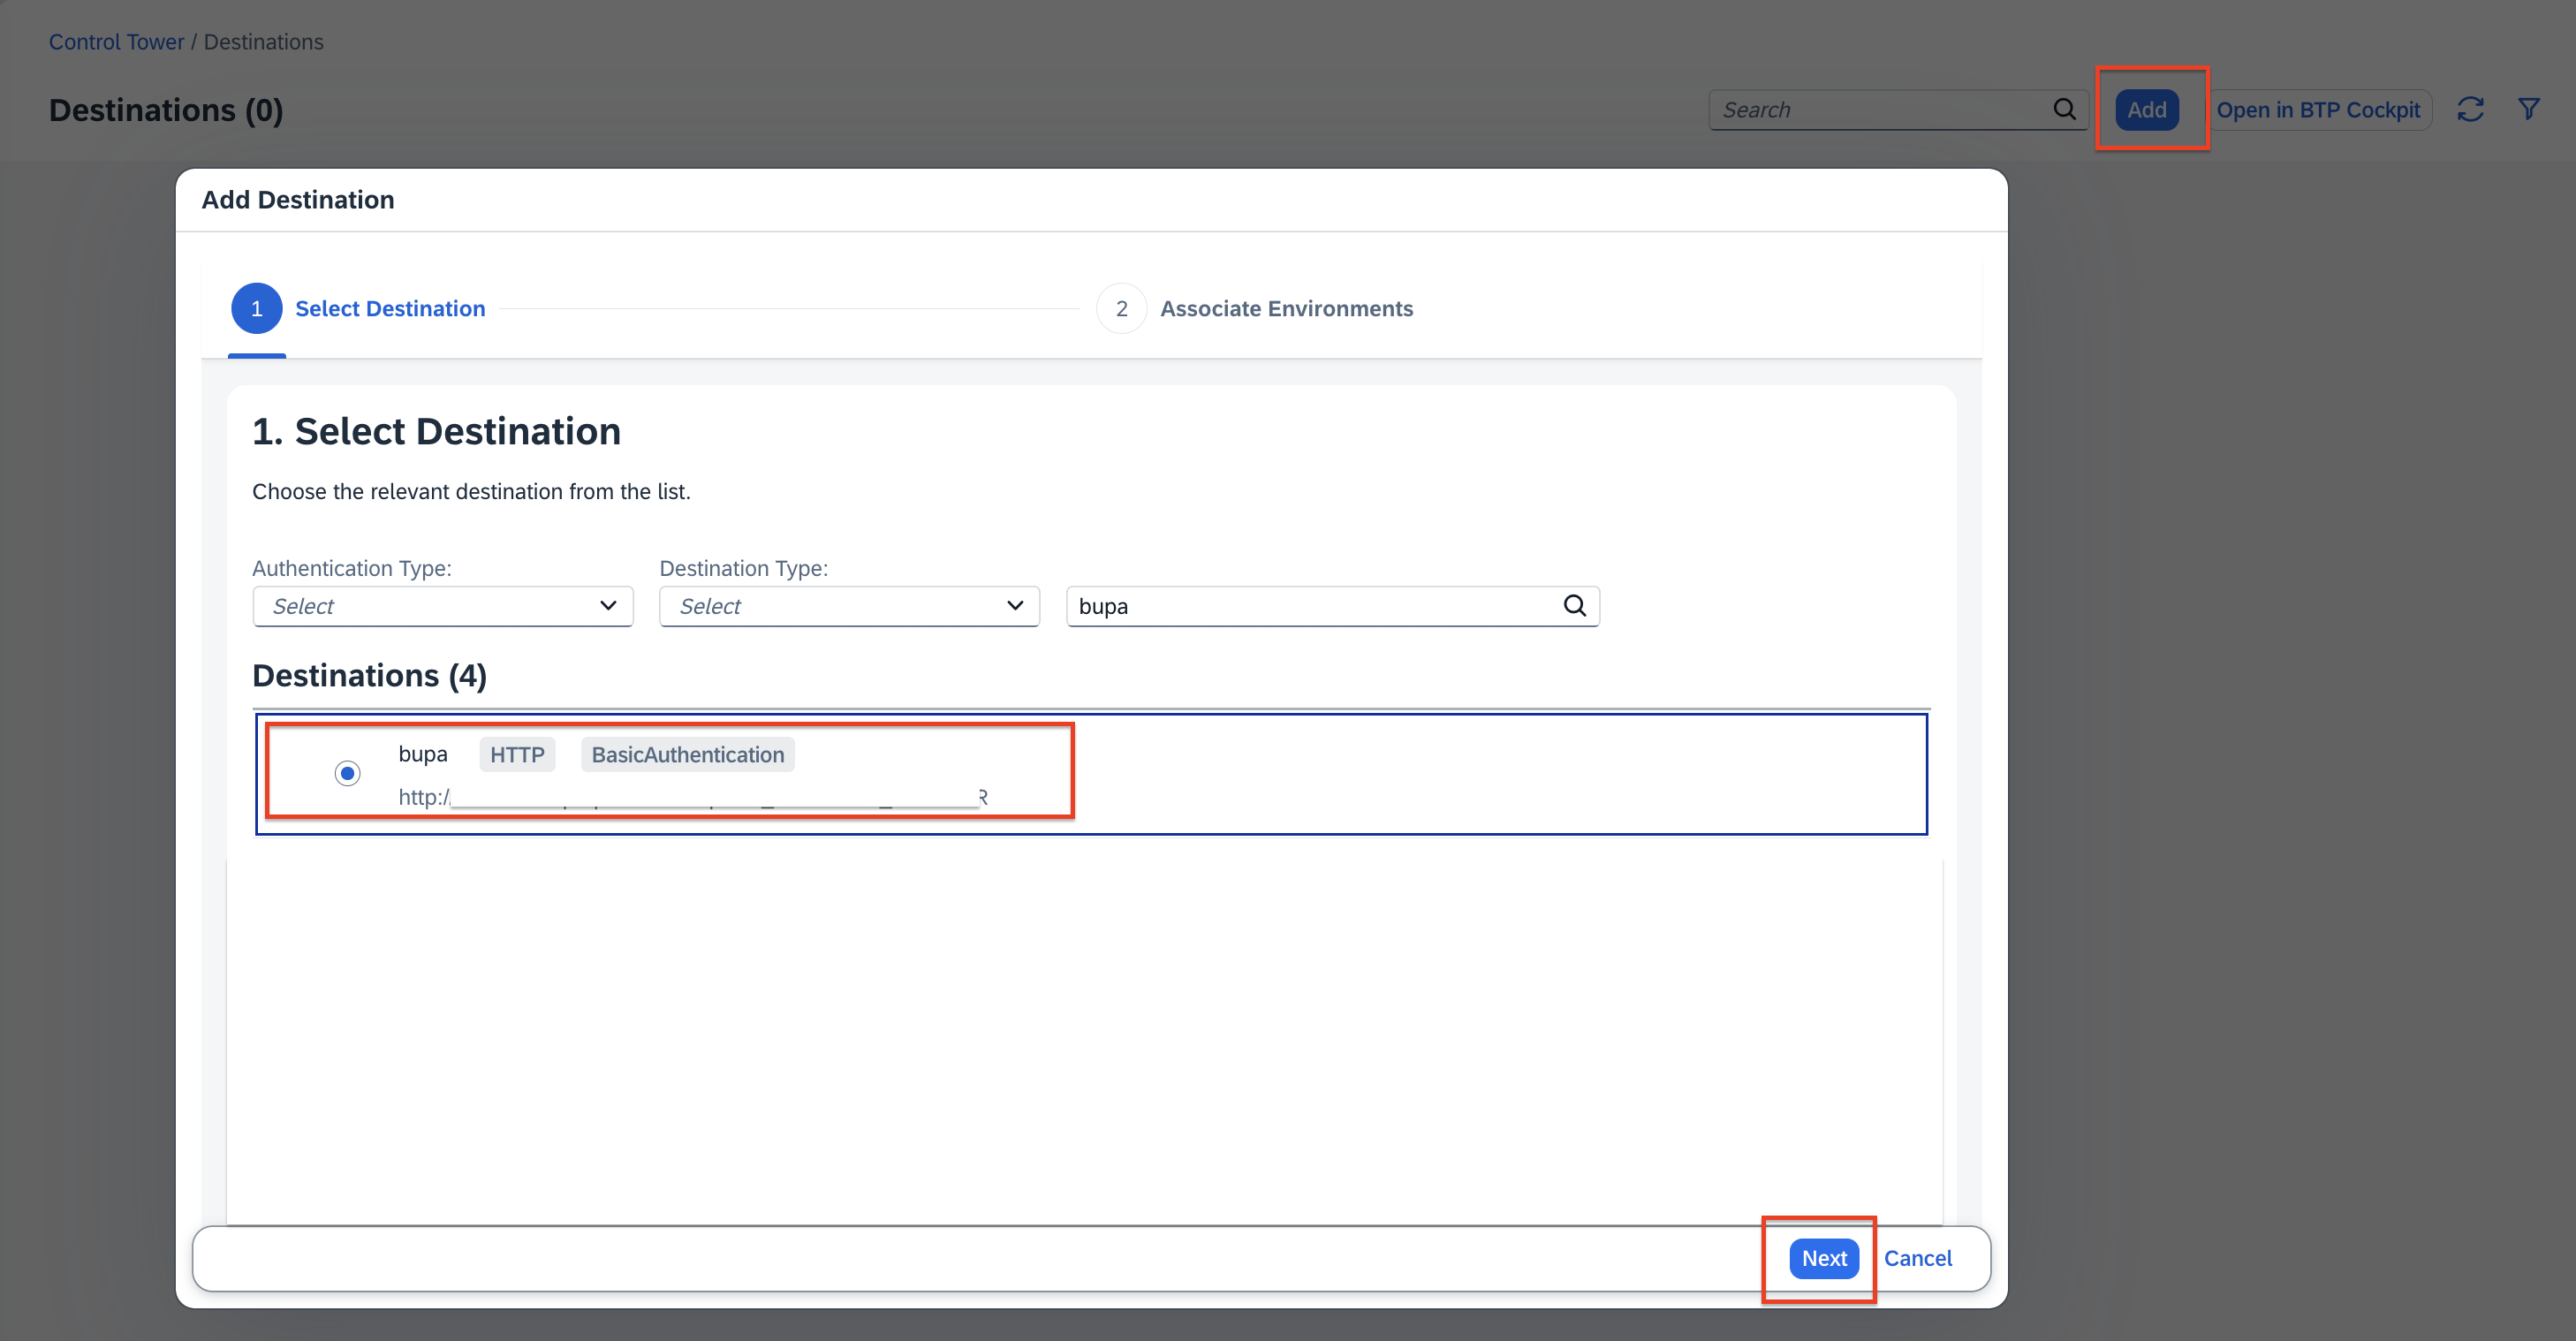 Control Tower / Destinations
Destinations (0)
Search
Add
Open in BTP Cockpit
Add Destination
1 Select Destination
2 Associate Environments
1. Select Destination
Choose the relevant destination from the list.
Authentication Type:
Destination Type:
Select
Select
bupa
Destinations (4)
bupa HTTP BasicAuthentication
http:/
Next
Cancel